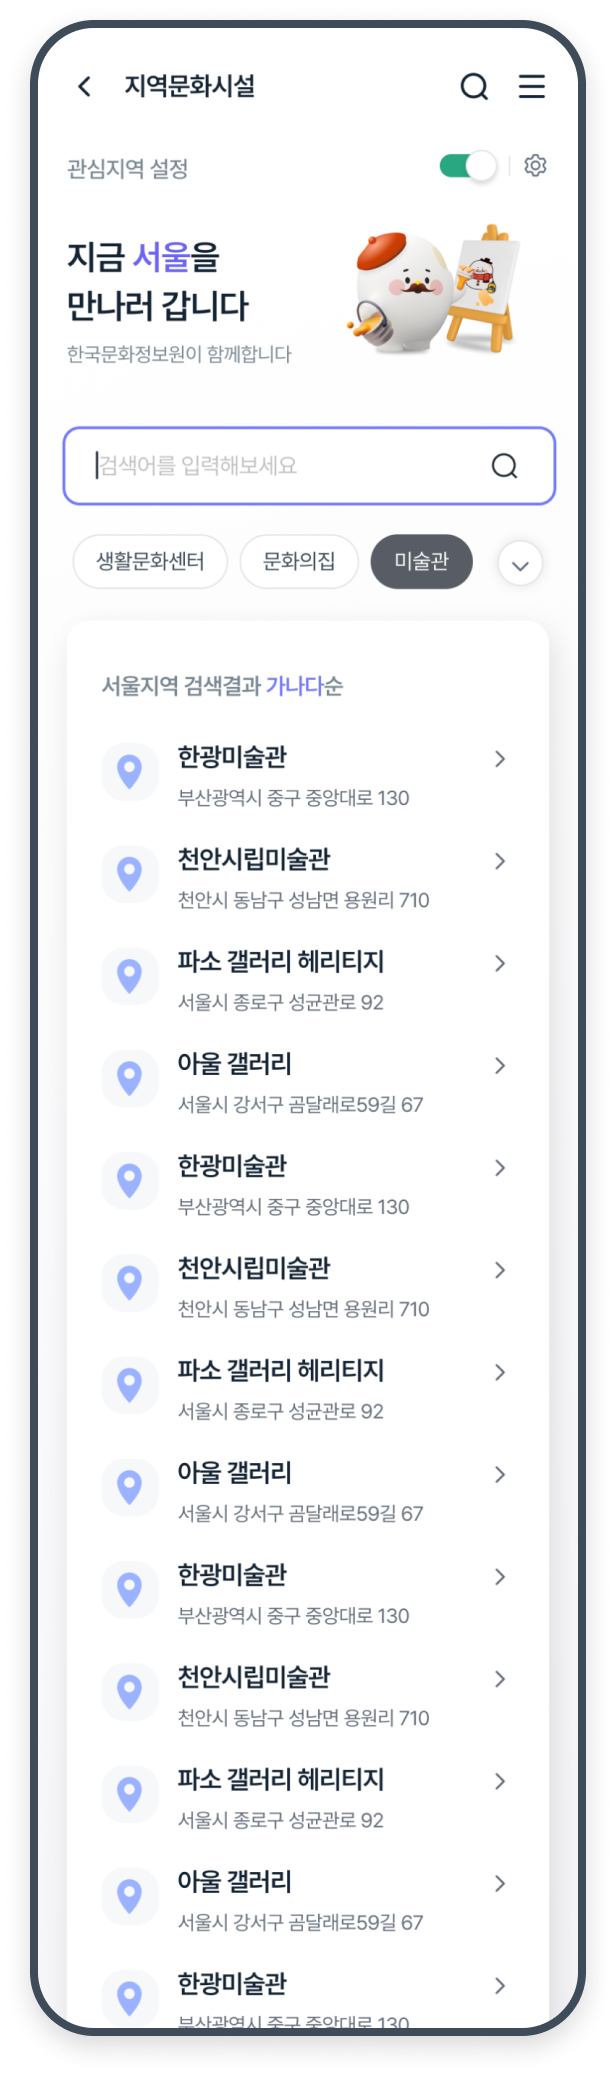 지역문화시설
관심지역 설정
지금 서울을
만나러 갑니다
한국문화정보원이 함께합니다
검색어를 입력해보세요
생활문화센터 문화의집 미술관
서울지역 검색결과 가나다순
한광미술관
부산광역시 중구 중앙대로 130
천안시립미술관
천안시 동남구 성남면 용원리 710
파소 갤러리 헤리티지
서울시 종로구 성균관로 92
아울 갤러리
서울시 강서구 곰달래로59길 67
한광미술관
부산광역시 중구 중앙대로 130
천안시립미술관
천안시 동남구 성남면 용원리 710
파소 갤러리 헤리티지
서울시 종로구 성균관로 92
아울 갤러리
서울시 강서구 곰달래로59길 67
한광미술관
부산광역시 중구 중앙대로 130
천안시립미술관
천안시 동남구 성남면 용원리 710
파소 갤러리 헤리티지
서울시 종로구 성균관로 92
아울 갤러리
서울시 강서구 곰달래로59길 67
한광미술관
부산광역시 중구 중앙대로 130